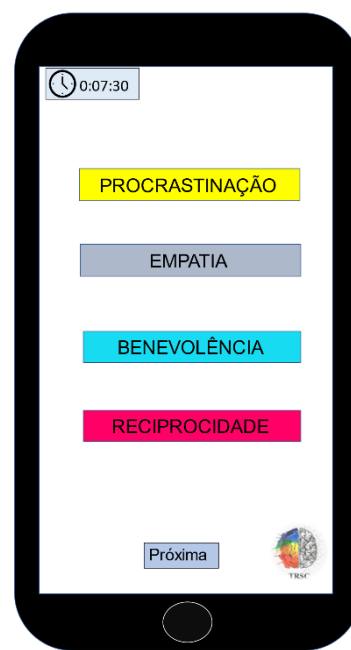 0:07:30
PROCRASTINAÇÃO
EMPATIA
BENEVOLÊNCIA
RECIPROCIDADE
Próxima
TRSC